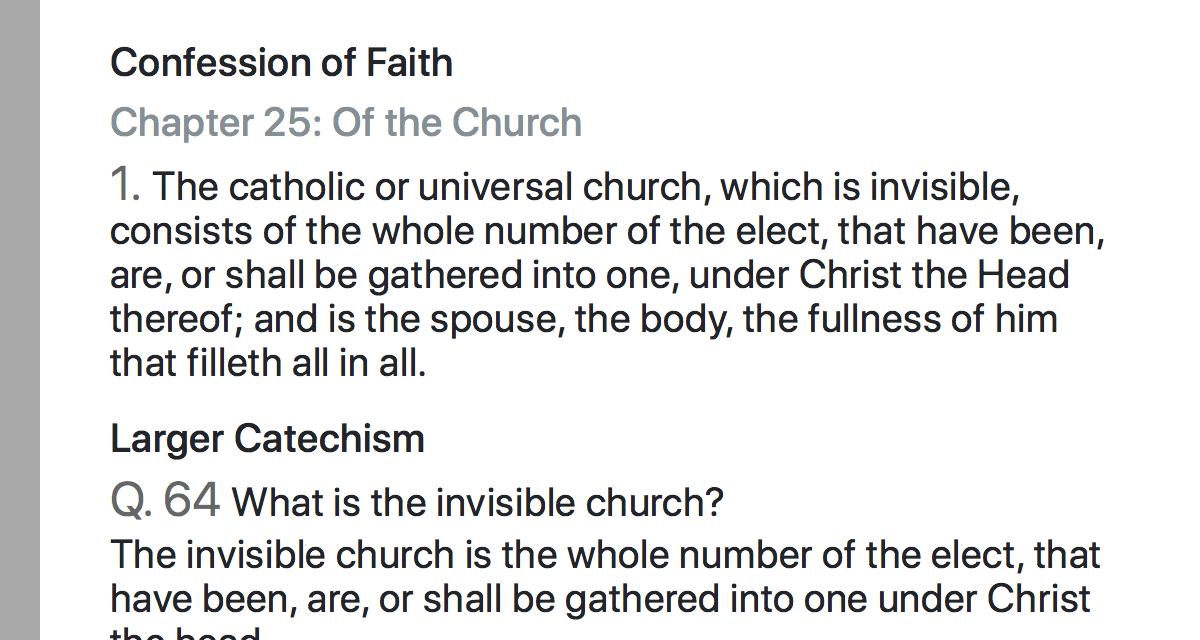 Confession of Faith
Chapter 25: Of the Church
1. The catholic or universal church, which is invisible,
consists of the whole number of the elect, that have been,
are, or shall be gathered into one, under Christ the Head
thereof; and is the spouse, the body, the fullness of him
that filleth all in all.
Larger Catechism
Q. 64 What is the invisible church?
The invisible church is the whole number of the elect, that
have been, are, or shall be gathered into one under Christ
the head.